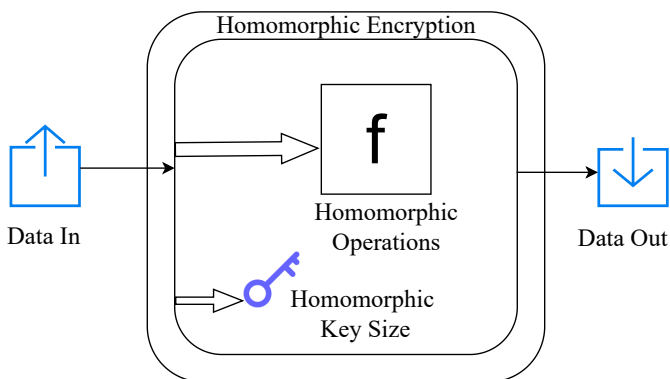 Homomorphic Encryption
f
Homomorphic
Operations
Data In
Data Out
Homomorphic
Key Size